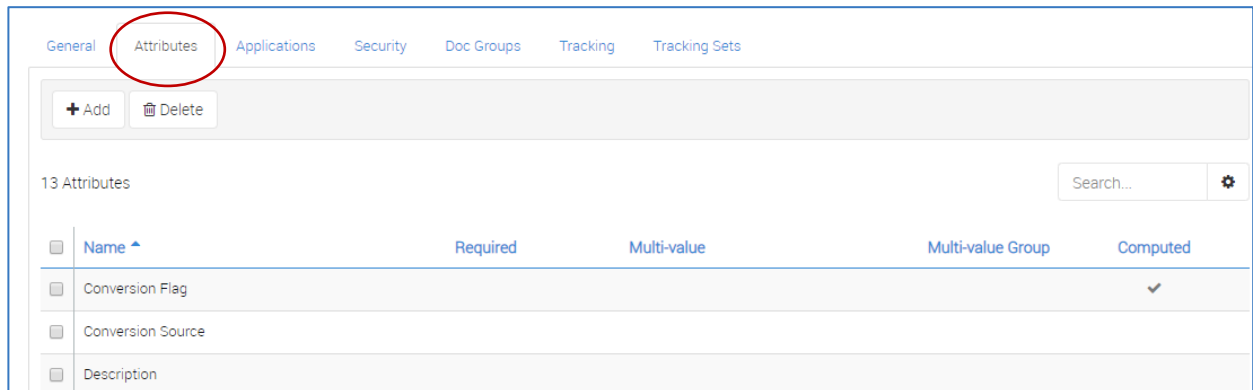 General Attributes Applications Security Doc Groups Tracking Tracking Sets
Add Delete
13 Attributes Search...
Name Required Multi-value Multi-value Group Computed
Conversion Flag
Conversion Source
Description